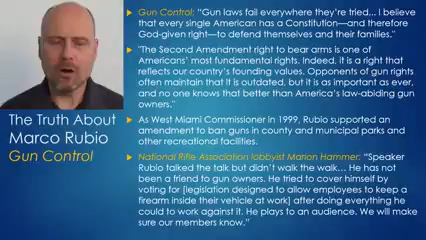 Gun Control: "Gun laws fail everywhere they're tried... I believe
that every single American has a Constitution—and therefore
God-given right—to defend themselves and their families."
"The Second Amendment right to bear arms is one of
Americans' most fundamental rights. Indeed, it is a right that
reflects our country's founding values. Opponents of gun rights
often maintain that it is outdated, but it is as important as ever,
and no one knows that better than America's law-abiding gun
owners."
As West Miami Commissioner in 1999, Rubio supported an
amendment to ban guns in county and municipal parks and
other recreational facilities.
National Rifle Association lobbyist Marion Hammer: "Speaker
Rubio talked the talk but didn't walk the walk... He has not
been a friend to gun owners. He tried to cover himself by
voting for [legislation designed to allow employees to keep a
firearm inside their vehicle at work] after doing everything he
could to work against it. He plays to an audience. We will make
sure our members know."
The Truth About
Marco Rubio
Gun Control